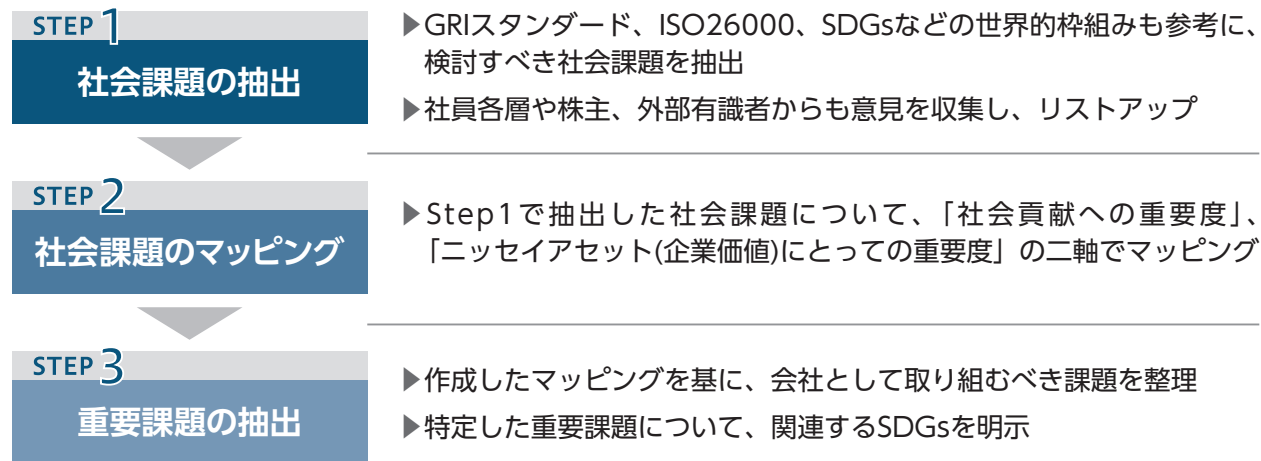 STEP 1
社会課題の抽出
▶GRIスタンダード、ISO26000、SDGsなどの世界的枠組みも参考に、
検討すべき社会課題を抽出
▶社員各層や株主、外部有識者からも意見を収集し、リストアップ
STEP 2
社会課題のマッピング
▶Step1で抽出した社会課題について、「社会貢献への重要度」、
「ニッセイアセット(企業価値)にとっての重要度」の二軸でマッピング
STEP 3
重要課題の抽出
▶作成したマッピングを基に、会社として取り組むべき課題を整理
▶特定した重要課題について、関連するSDGsを明示